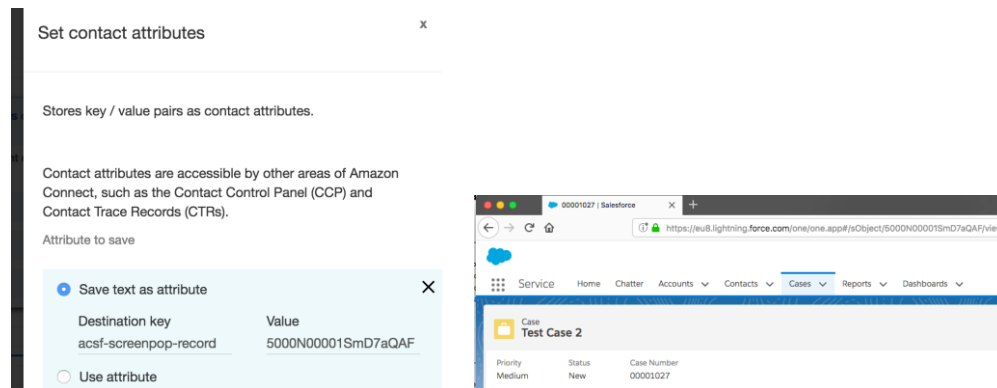 Set contact attributes
x
Stores key / value pairs as contact attributes.
Contact attributes are accessible by other areas of Amazon
Connect, such as the Contact Control Panel (CCP) and
Contact Trace Records (CTRs).
Attribute to save
Save text as attribute
Destination key Value
acsf-screenpop-record 5000N00001SmD7aQAF
Use attribute
00001027 | Salesforce
https://eu8.lightning.force.com/one/one.app#/sObject/5000N00001SmD7aQAF/vie
Service Home Chatter Accounts Contacts Cases Reports Dashboards
Case
Test Case 2
Priority Status Case Number
Medium New 00001027